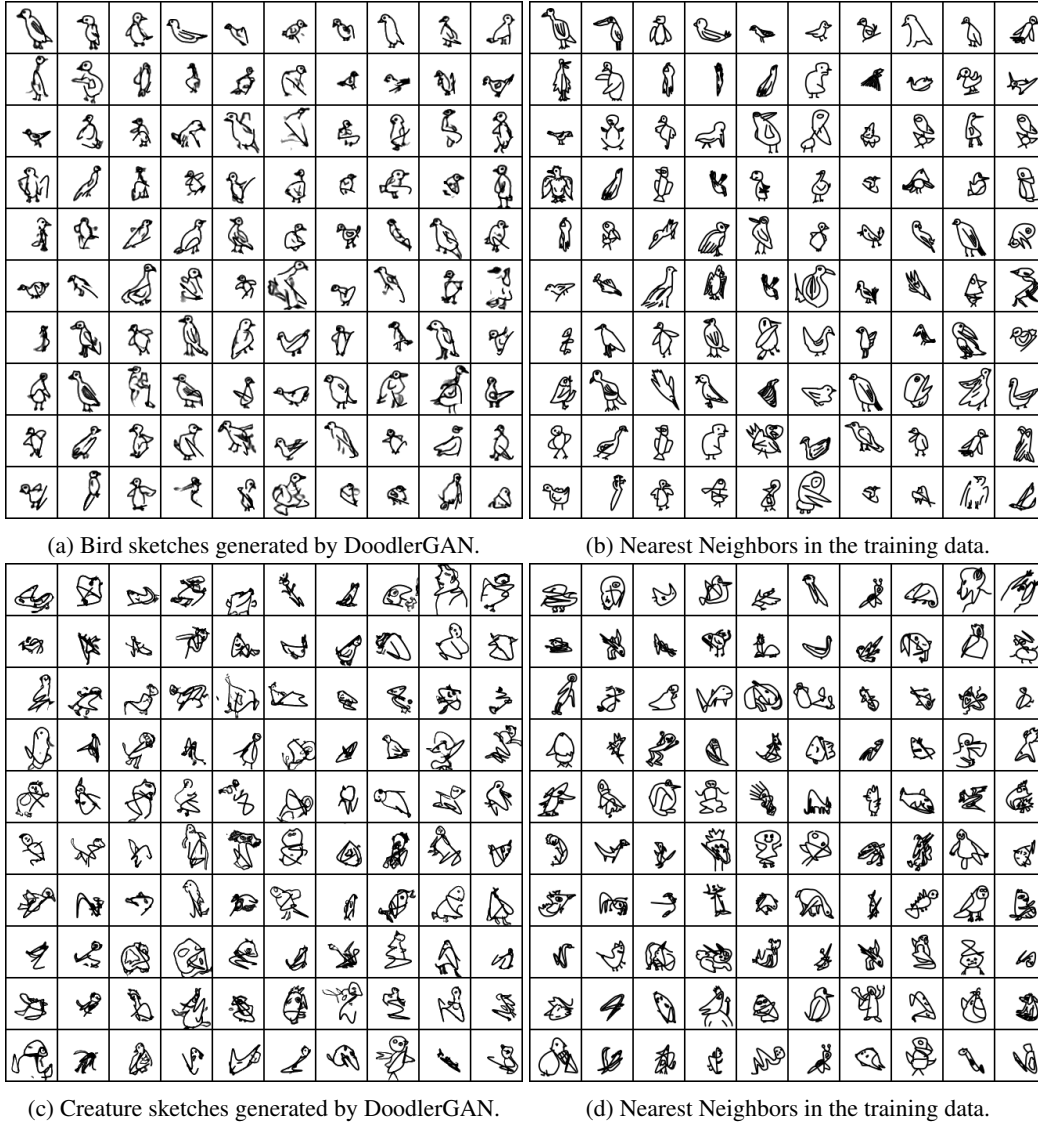 (a) Bird sketches generated by DoodlerGAN.
(b) Nearest Neighbors in the training data.
(c) Creature sketches generated by DoodlerGAN.
(d) Nearest Neighbors in the training data.